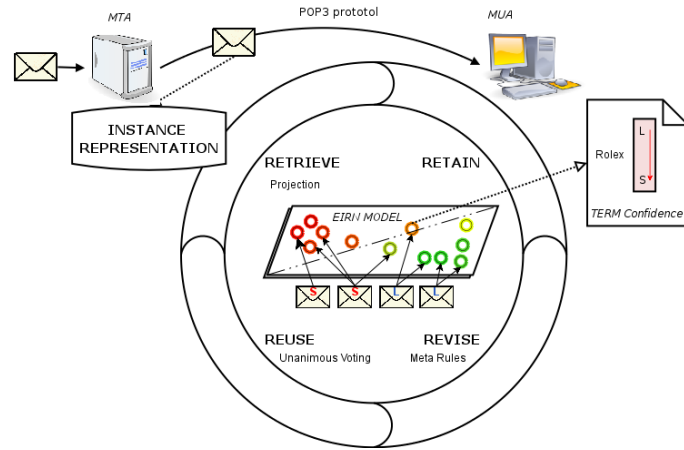 MTA
POP3 prototol
MUA
INSTANCE
REPRESENTATION
RETRIEVE
RETAIN
Projection
L
Rolex
S
TERM Confidence
EIRN MODEL
S
S
L
L
REUSE
REVISE
Unanimous Voting
Meta Rules